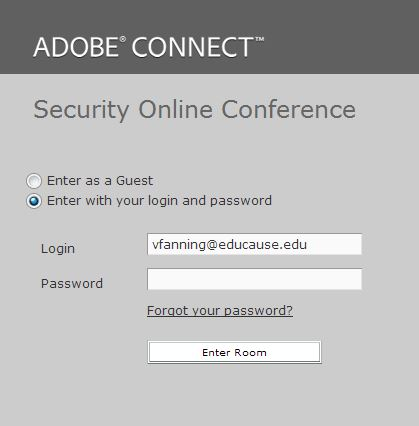 ADOBE® CONNECT™
Security Online Conference
Enter as a Guest
Enter with your login and password
Login vfanning@educause.edu
Password
Forgot your password?
Enter Room